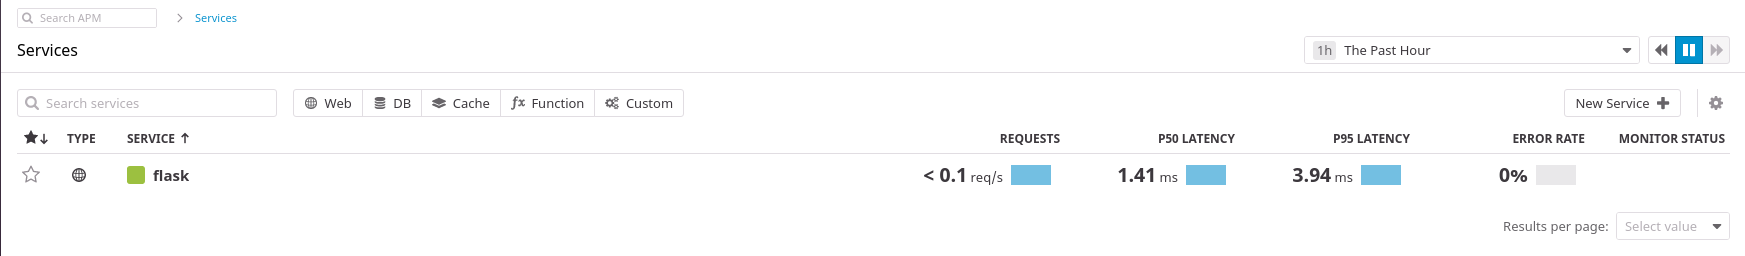 Search APM Services
Services 1h The Past Hour
Search services Web DB Cache fx Function Custom New Service
TYPE SERVICE REQUESTS P50 LATENCY P95 LATENCY ERROR RATE MONITOR STATUS
flask < 0.1 req/s 1.41 ms 3.94 ms 0%
Results per page: Select value